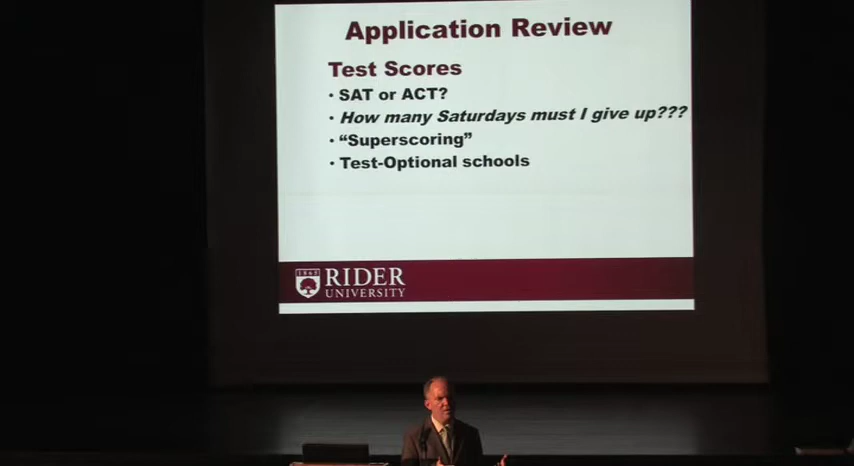 Application Review
Test Scores
• SAT or ACT?
• How many Saturdays must I give up???
• “Superscoring”
• Test-Optional schools
1865
RIDER
UNIVERSITY